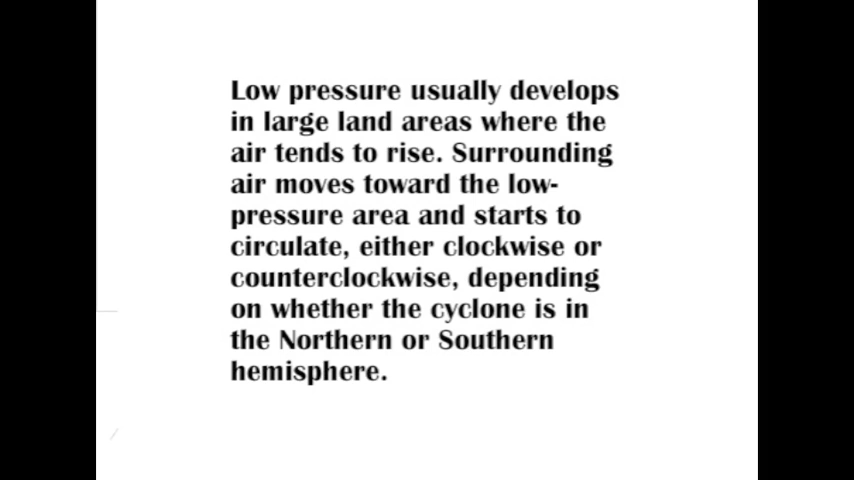 Low pressure usually develops
in large land areas where the
air tends to rise. Surrounding
air moves toward the low-
pressure area and starts to
circulate, either clockwise or
counterclockwise, depending
on whether the cyclone is in
the Northern or Southern
hemisphere.